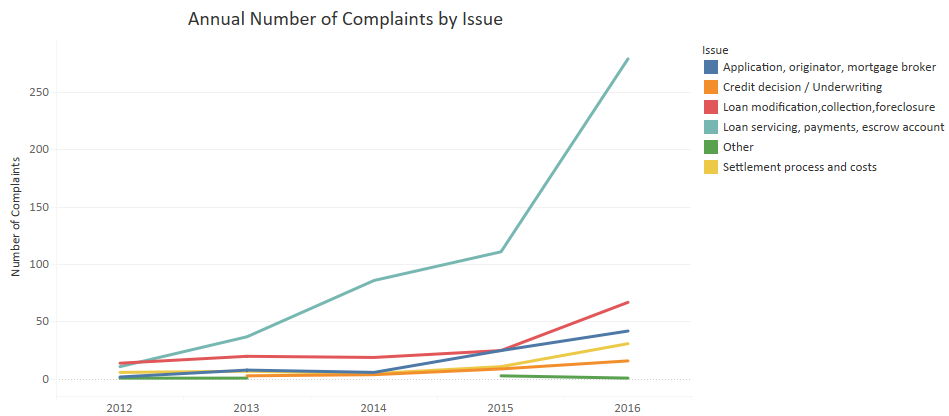 Annual Number of Complaints by Issue
Issue
Application, originator, mortgage broker
Credit decision / Underwriting
Loan modification,collection,foreclosure
Loan servicing, payments, escrow account
Other
Settlement process and costs
Number of Complaints
250
200
150
100
50
0
2012 2013 2014 2015 2016